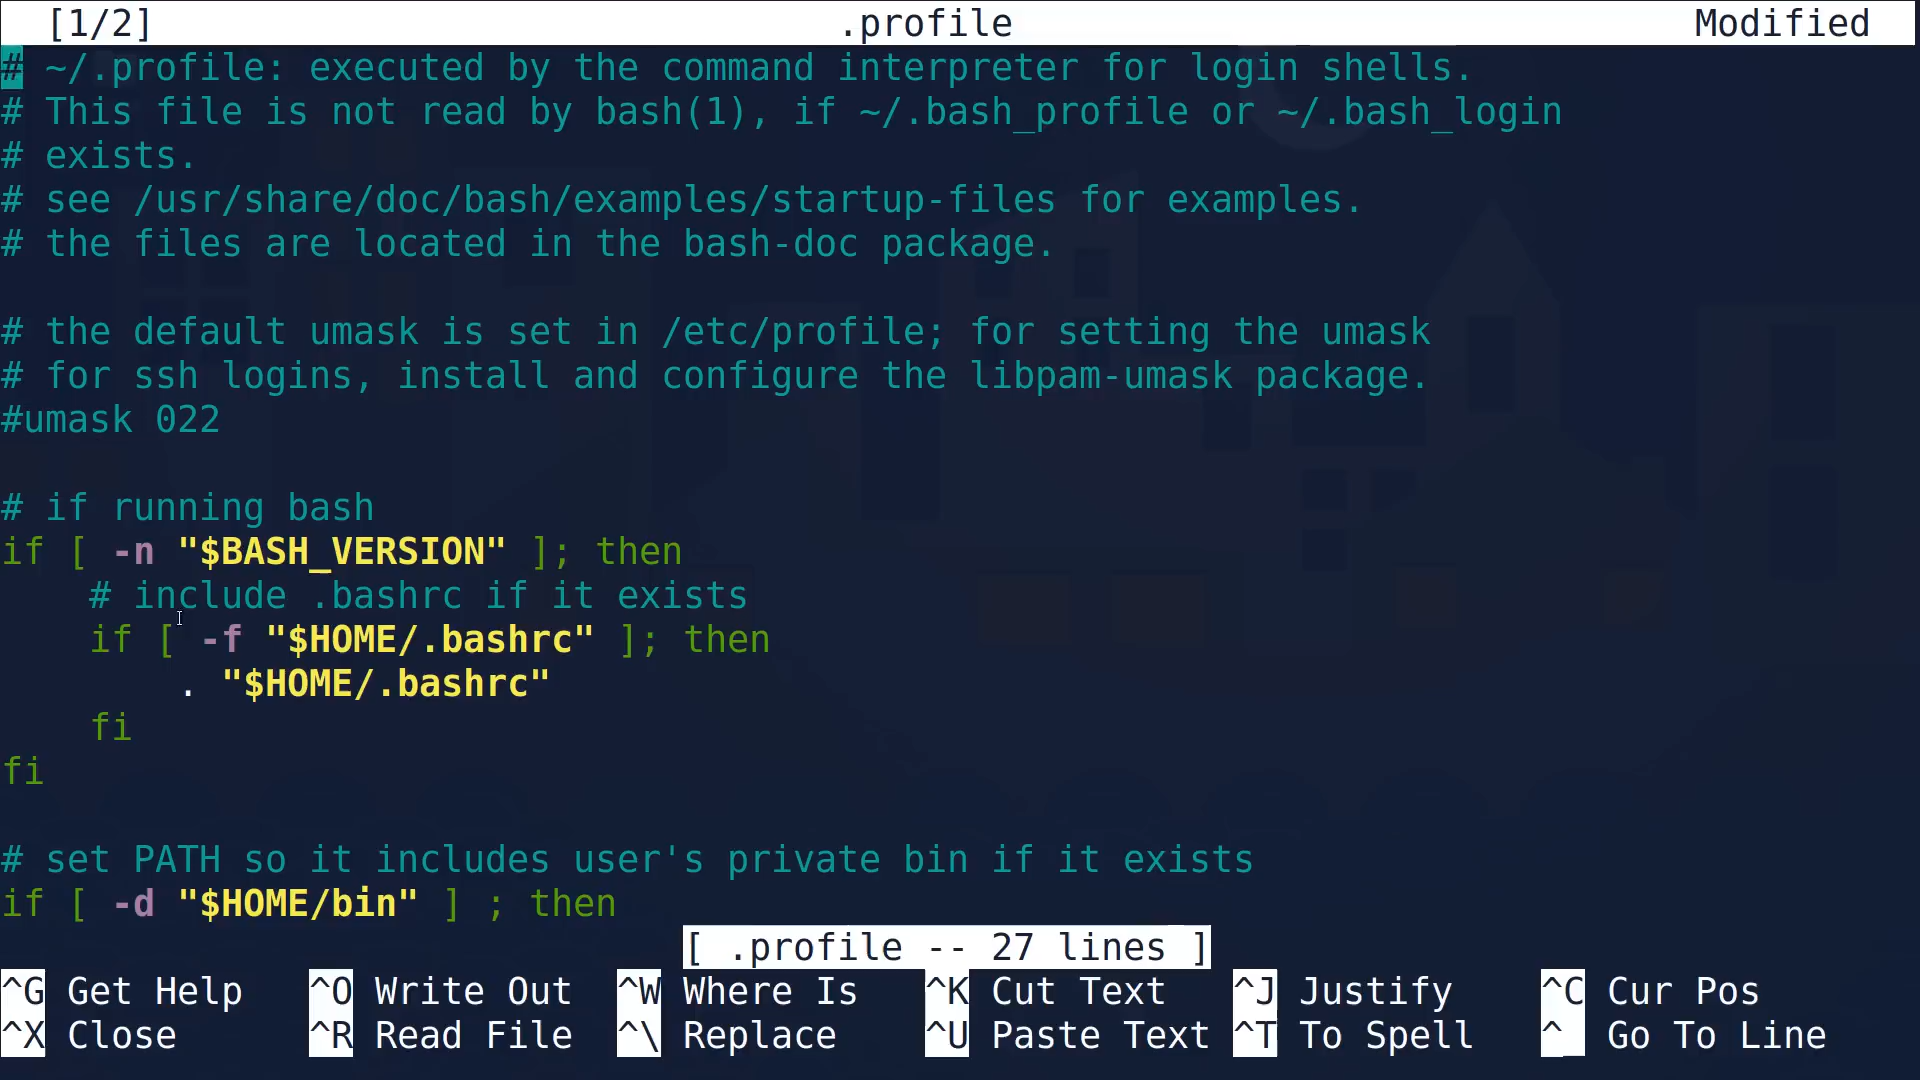 [1/2] .profile Modified
# ~/.profile: executed by the command interpreter for login shells.
# This file is not read by bash(1), if ~/.bash_profile or ~/.bash_login
# exists.
# see /usr/share/doc/bash/examples/startup-files for examples.
# the files are located in the bash-doc package.

# the default umask is set in /etc/profile; for setting the umask
# for ssh logins, install and configure the libpam-umask package.
#umask 022

# if running bash
if [ -n "$BASH_VERSION" ]; then
    # include .bashrc if it exists
    if [ -f "$HOME/.bashrc" ]; then
        . "$HOME/.bashrc"
    fi
fi

# set PATH so it includes user's private bin if it exists
if [ -d "$HOME/bin" ] ; then
[ .profile -- 27 lines ]
^G Get Help ^O Write Out ^W Where Is ^K Cut Text ^J Justify ^C Cur Pos
^X Close ^R Read File ^\ Replace ^U Paste Text ^T To Spell ^_ Go To Line